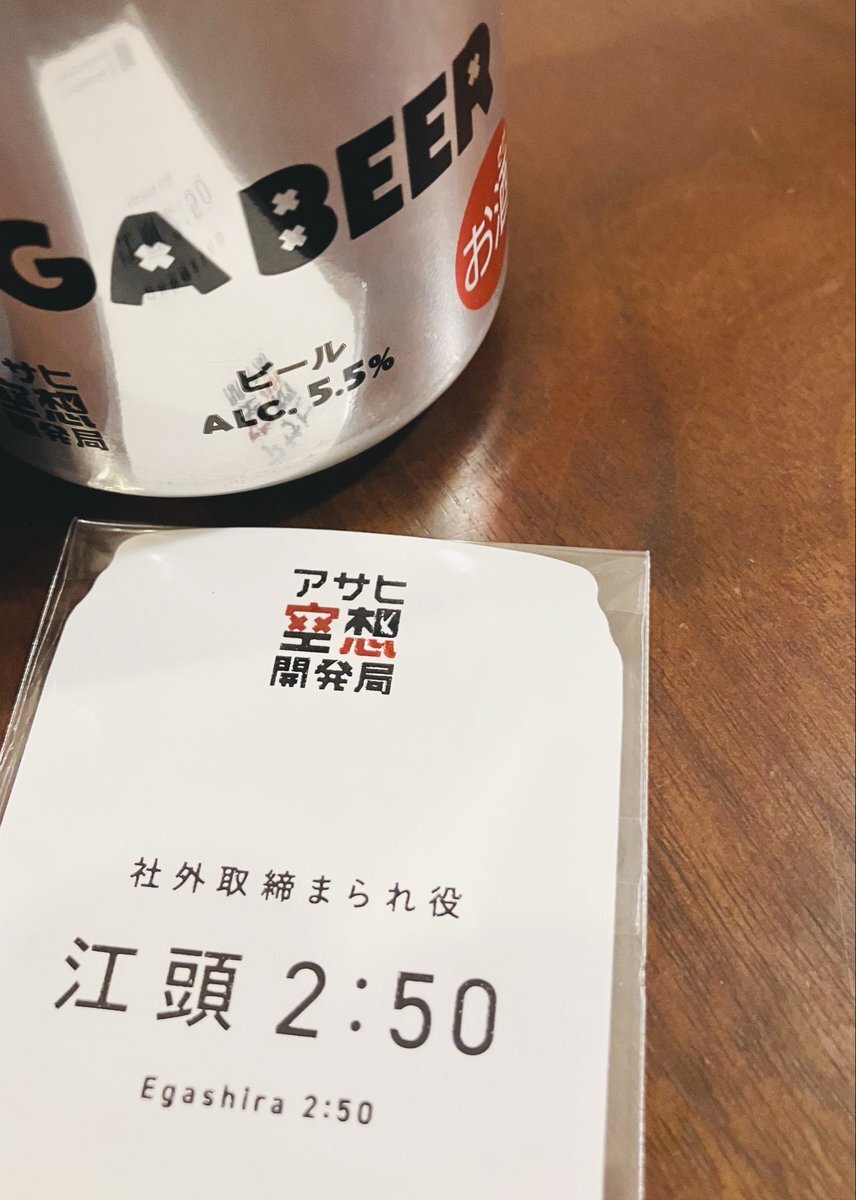 GA BEER
お酒
ビール
ALC. 5.5%
サヒ
空想
開発局
アサヒ
空想
開発局
社外取締まられ役
江頭 2:50
Egashira 2:50